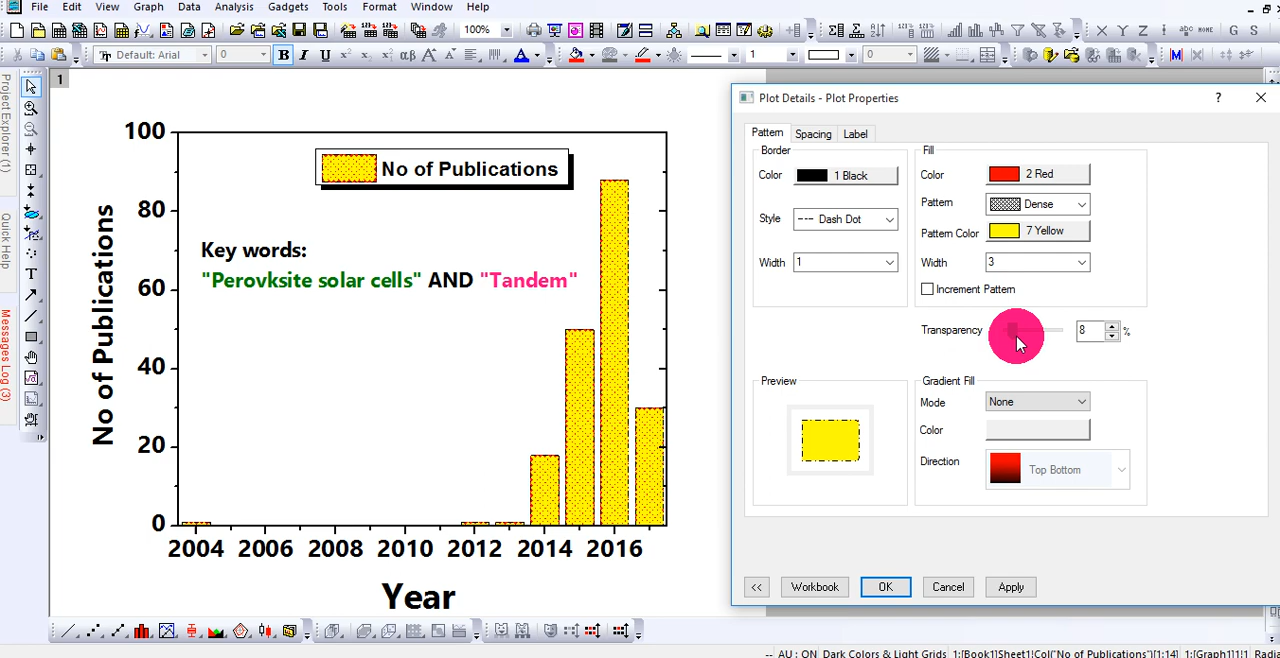 File Edit View Graph Data Analysis Gadgets Tools Format Window Help
100%
Default: Arial 0 B I U 1 0
Project Explorer (1)
Quick Help
Messages Log (3)
1
100
80
60
40
20
0
No of Publications
No of Publications
Key words:
"Perovksite solar cells" AND "Tandem"
2004 2006 2008 2010 2012 2014 2016
Year
Plot Details - Plot Properties
Pattern Spacing Label
Border
Color 1 Black
Style Dash Dot
Width 1
Fill
Color 2 Red
Pattern Dense
Pattern Color 7 Yellow
Width 3
Increment Pattern
Transparency 8 %
Preview
Gradient Fill
Mode None
Color
Direction Top Bottom
<< Workbook OK Cancel Apply
-- AU : ON Dark Colors & Light Grids 1:[Book1]Sheet1!Col("No of Publications")[1:14] 1:[Graph1]1!1 Radia